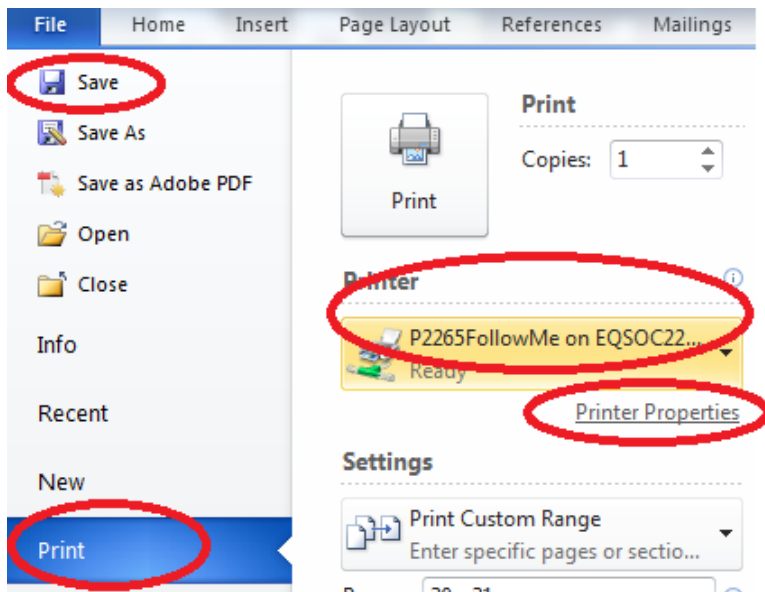 File Home Insert Page Layout References Mailings
Save
Save As
Save as Adobe PDF
Open
Close
Info
Recent
New
Print
Print
Copies: 1
Print
Printer
P2265FollowMe on EQSOC22...
Ready
Printer Properties
Settings
Print Custom Range
Enter specific pages or sectio...